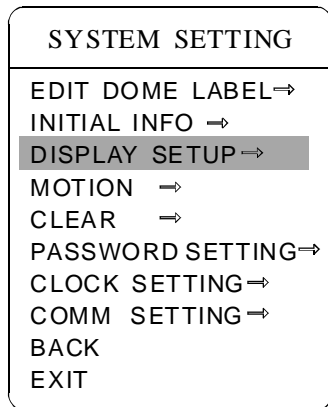 SYSTEM SETTING
EDIT DOME LABEL⇒
INITIAL INFO ⇒
DISPLAY SETUP⇒
MOTION ⇒
CLEAR ⇒
PASSWORD SETTING⇒
CLOCK SETTING⇒
COMM SETTING⇒
BACK
EXIT